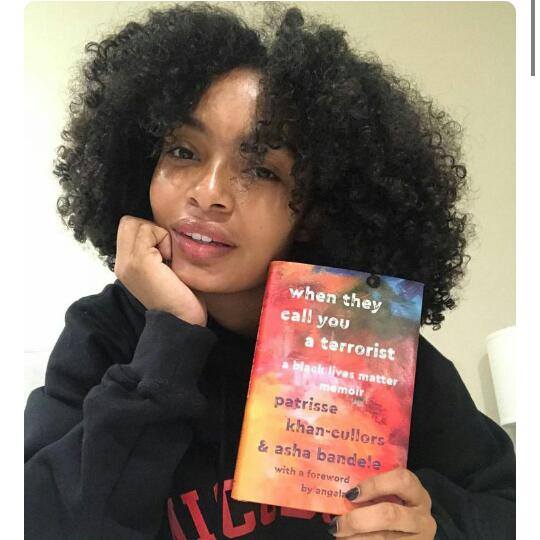 when they
call you
a terrorist
a black lives matter
memoir
patrisse
khan-cullors
& asha bandele
with a foreword
by angela